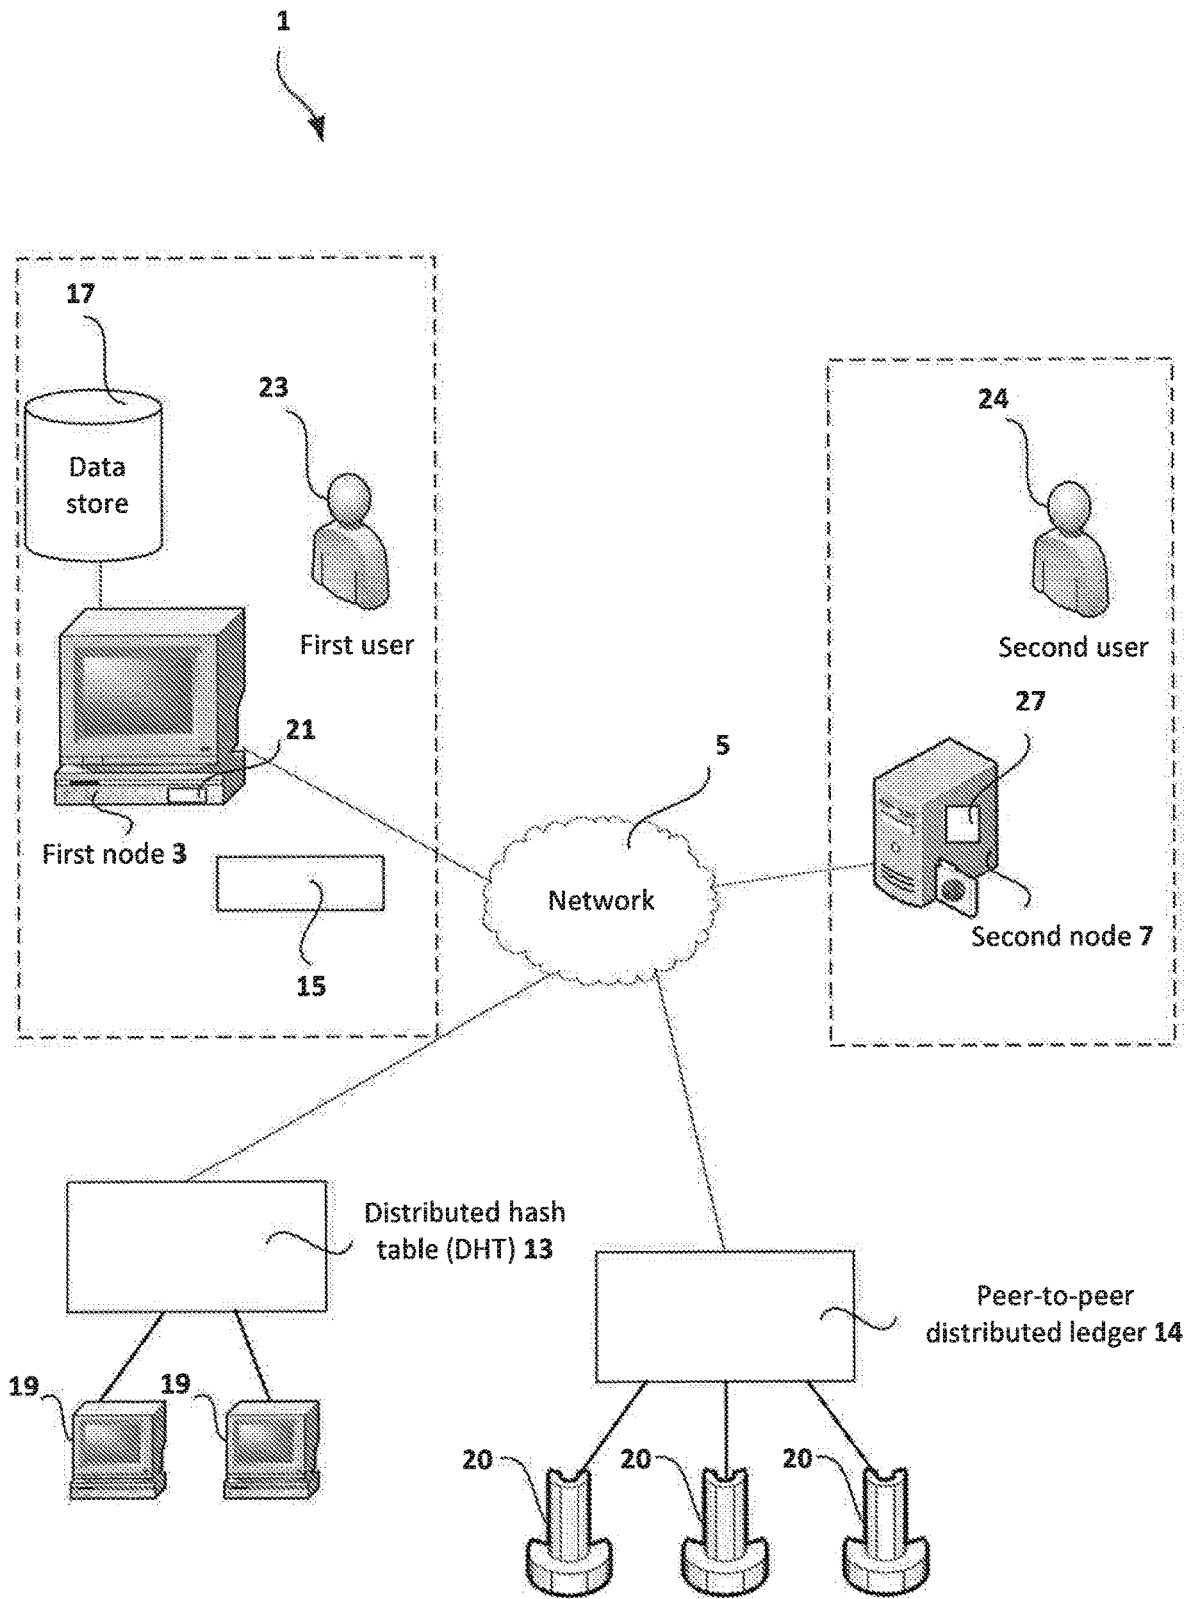 1
17
23
24
Data
store
First user
Second user
21
27
5
First node 3
Network
Second node 7
15
Distributed hash
table (DHT) 13
Peer-to-peer
distributed ledger 14
19
19
20
20
20